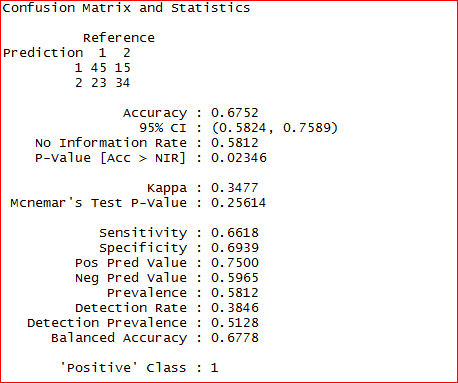 Confusion Matrix and Statistics
Reference
Prediction 1 2
1 45 15
2 23 34
Accuracy : 0.6752
95% CI : (0.5824, 0.7589)
No Information Rate : 0.5812
P-Value [Acc > NIR] : 0.02346
Kappa : 0.3477
Mcnemar's Test P-Value : 0.25614
Sensitivity : 0.6618
Specificity : 0.6939
Pos Pred Value : 0.7500
Neg Pred Value : 0.5965
Prevalence : 0.5812
Detection Rate : 0.3846
Detection Prevalence : 0.5128
Balanced Accuracy : 0.6778
'Positive' Class : 1